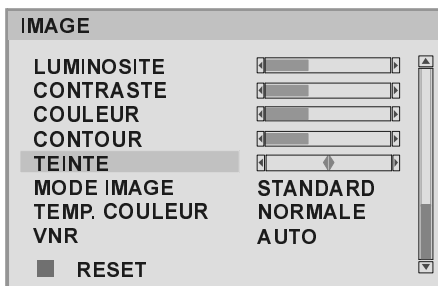 IMAGE
LUMINOSITE
CONTRASTE
COULEUR
CONTOUR
TEINTE
MODE IMAGE STANDARD
TEMP. COULEUR NORMALE
VNR AUTO
RESET